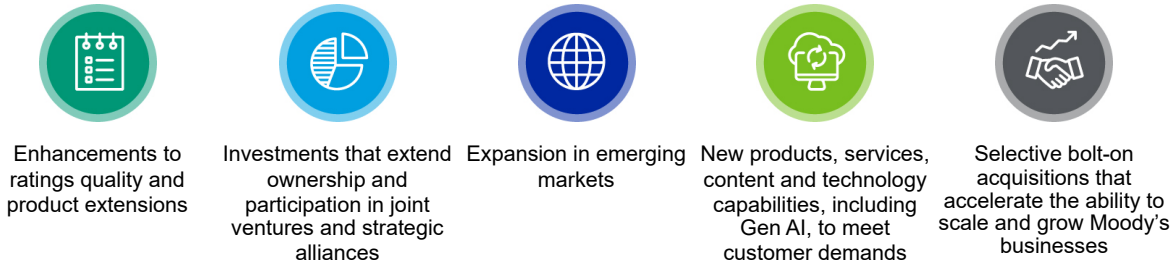 Enhancements to
ratings quality and
product extensions
Investments that extend
ownership and
participation in joint
ventures and strategic
alliances
Expansion in emerging
markets
New products, services,
content and technology
capabilities, including
Gen AI, to meet
customer demands
Selective bolt-on
acquisitions that
accelerate the ability to
scale and grow Moody’s
businesses